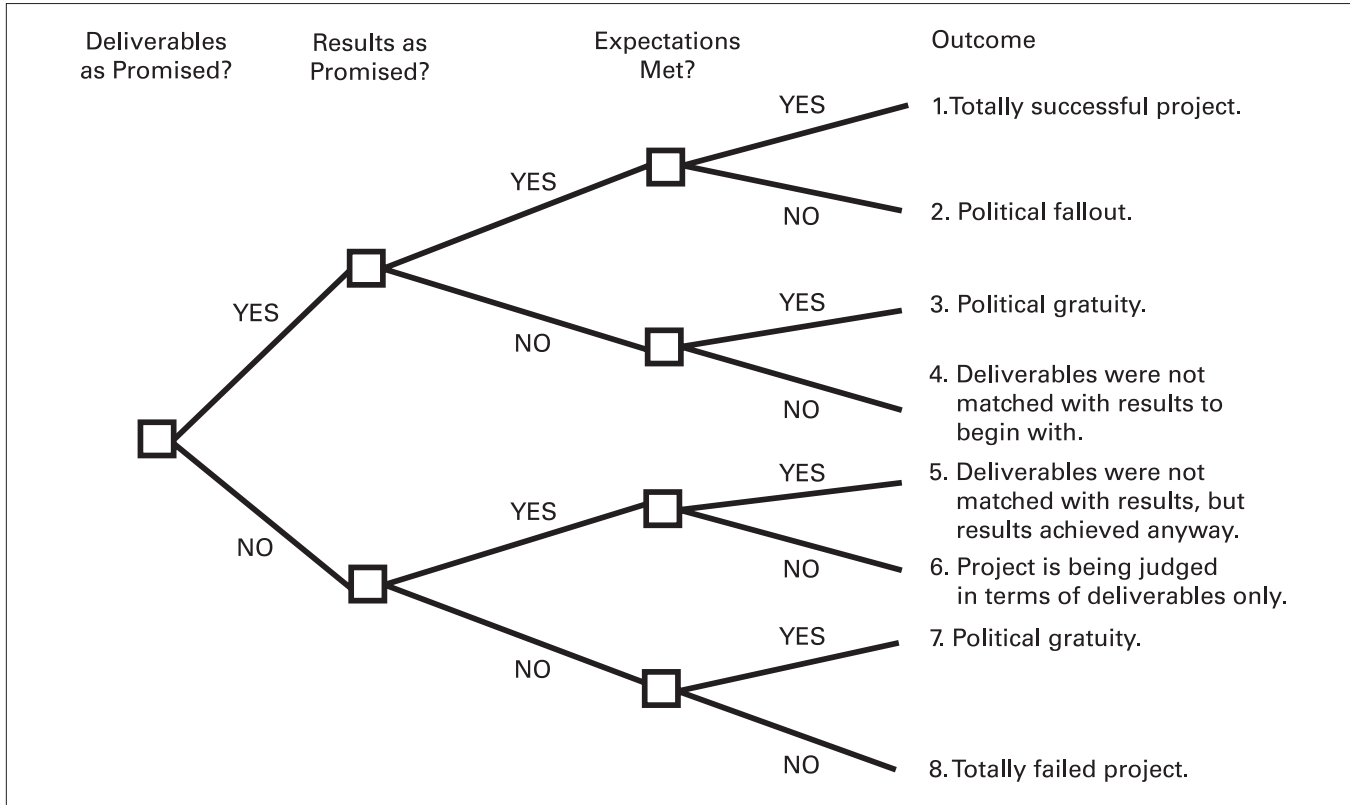 Deliverables
as Promised?
Results as
Promised?
Expectations
Met?
Outcome
YES
1.Totally successful project.
YES
NO
2. Political fallout.
YES
YES
3. Political gratuity.
NO
NO
4. Deliverables were not
matched with results to
begin with.
YES
5. Deliverables were not
matched with results, but
results achieved anyway.
YES
NO
NO
6. Project is being judged
in terms of deliverables only.
YES
7. Political gratuity.
NO
NO
8. Totally failed project.